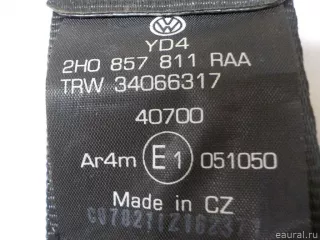 YD4
2H0 857 811 RAA
TRW 34066317
40700
Ar4m E1 051050
Made in CZ
eaural.ru